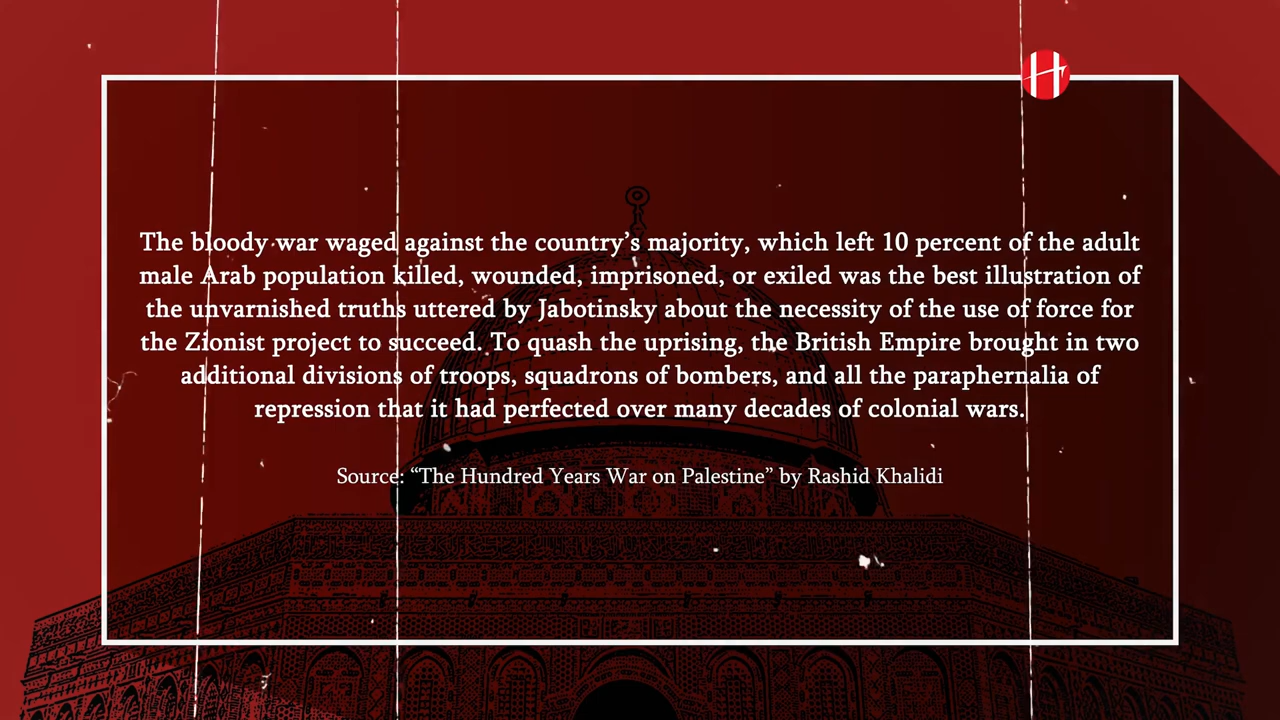 The bloody war waged against the country’s majority, which left 10 percent of the adult
male Arab population killed, wounded, imprisoned, or exiled was the best illustration of
the unvarnished truths uttered by Jabotinsky about the necessity of the use of force for
the Zionist project to succeed. To quash the uprising, the British Empire brought in two
additional divisions of troops, squadrons of bombers, and all the paraphernalia of
repression that it had perfected over many decades of colonial wars.
Source: “The Hundred Years War on Palestine” by Rashid Khalidi